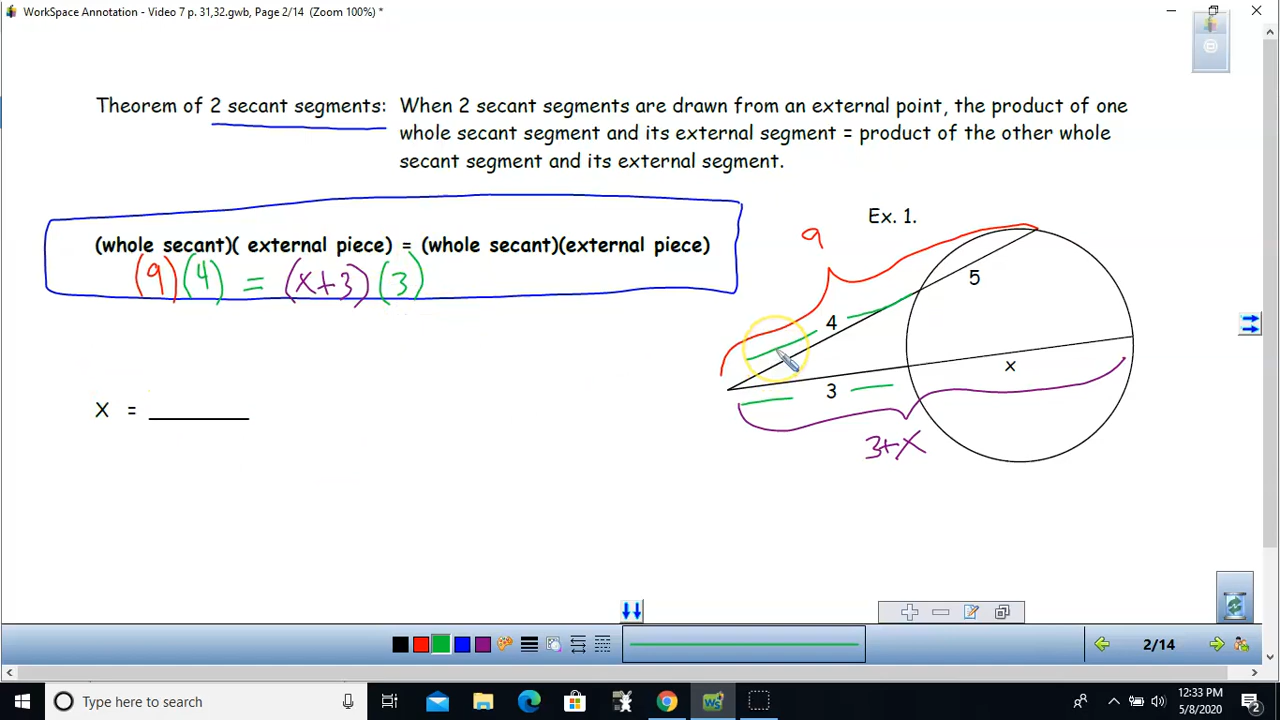 WorkSpace Annotation - Video 7 p. 31,32.gwb, Page 2/14 (Zoom 100%) *
Theorem of 2 secant segments: When 2 secant segments are drawn from an external point, the product of one
whole secant segment and its external segment = product of the other whole
secant segment and its external segment.
(whole secant)( external piece) = (whole secant)(external piece)
(9)(4) = (x+3)(3)
Ex. 1.
9
5
4
x
3
3+x
X = ________
2/14
Type here to search
12:33 PM
5/8/2020
2